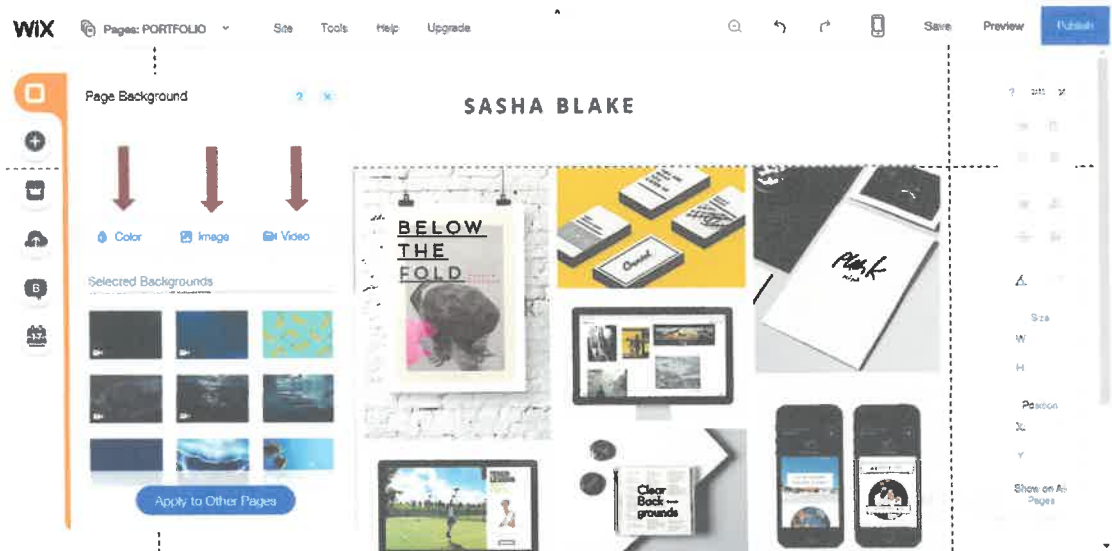 WiX Pages: PORTFOLIO Site Tools Help Upgrade Save Preview Publish
Page Background ? ×
SASHA BLAKE
Color Image Video
Selected Backgrounds
Apply to Other Pages
BELOW
THE
FOLD
Clear
Back
grounds
?
Size
W
H
Position
X
Y
Show on All
Pages